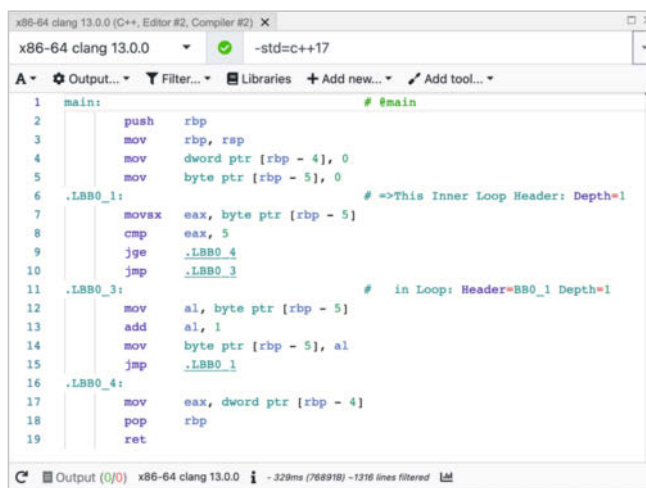 x86-64 clang 13.0.0 (C++, Editor #2, Compiler #2) X
x86-64 clang 13.0.0 -std=c++17
A Output... Filter... Libraries + Add new... Add tool...
1 main: # @main
2 push rbp
3 mov rbp, rsp
4 mov dword ptr [rbp - 4], 0
5 mov byte ptr [rbp - 5], 0
6 .LBB0_1: # =>This Inner Loop Header: Depth=1
7 movsx eax, byte ptr [rbp - 5]
8 cmp eax, 5
9 jge .LBB0_4
10 jmp .LBB0_3
11 .LBB0_3: # in Loop: Header=BB0_1 Depth=1
12 mov al, byte ptr [rbp - 5]
13 add al, 1
14 mov byte ptr [rbp - 5], al
15 jmp .LBB0_1
16 .LBB0_4:
17 mov eax, dword ptr [rbp - 4]
18 pop rbp
19 ret
Output (0/0) x86-64 clang 13.0.0 i - 329ms (76891B) ~1316 lines filtered